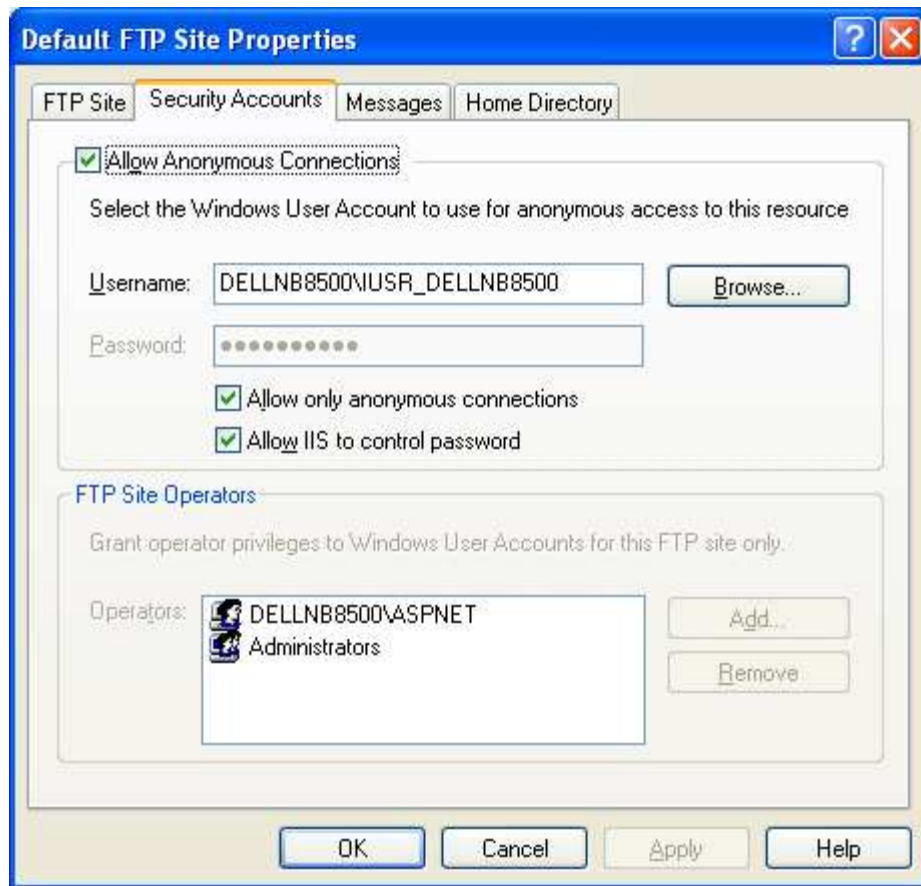 Default FTP Site Properties
FTP Site Security Accounts Messages Home Directory
Allow Anonymous Connections
Select the Windows User Account to use for anonymous access to this resource
Username: DELLNB8500\IUSR_DELLNB8500 Browse...
Password: ●●●●●●●●●●
Allow only anonymous connections
Allow IIS to control password
FTP Site Operators
Grant operator privileges to Windows User Accounts for this FTP site only.
Operators: DELLNB8500\ASPNET Add...
Administrators Remove
OK Cancel Apply Help